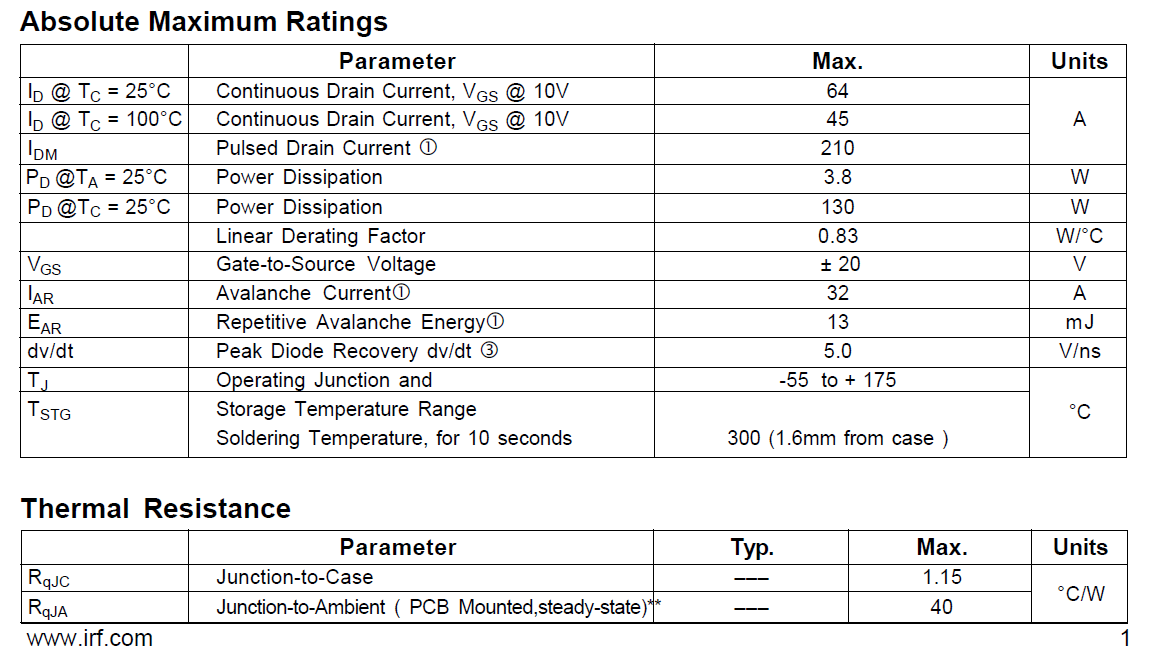 Absolute Maximum Ratings
Parameter Max. Units
ID @ TC = 25°C Continuous Drain Current, VGS @ 10V 64
ID @ TC = 100°C Continuous Drain Current, VGS @ 10V 45 A
IDM Pulsed Drain Current ① 210
PD @TA = 25°C Power Dissipation 3.8 W
PD @TC = 25°C Power Dissipation 130 W
Linear Derating Factor 0.83 W/°C
VGS Gate-to-Source Voltage ± 20 V
IAR Avalanche Current① 32 A
EAR Repetitive Avalanche Energy① 13 mJ
dv/dt Peak Diode Recovery dv/dt ③ 5.0 V/ns
TJ Operating Junction and -55 to + 175
TSTG Storage Temperature Range °C
Soldering Temperature, for 10 seconds 300 (1.6mm from case )
Thermal Resistance
Parameter Typ. Max. Units
RqJC Junction-to-Case ––– 1.15 °C/W
RqJA Junction-to-Ambient ( PCB Mounted,steady-state)** ––– 40
www.irf.com 1